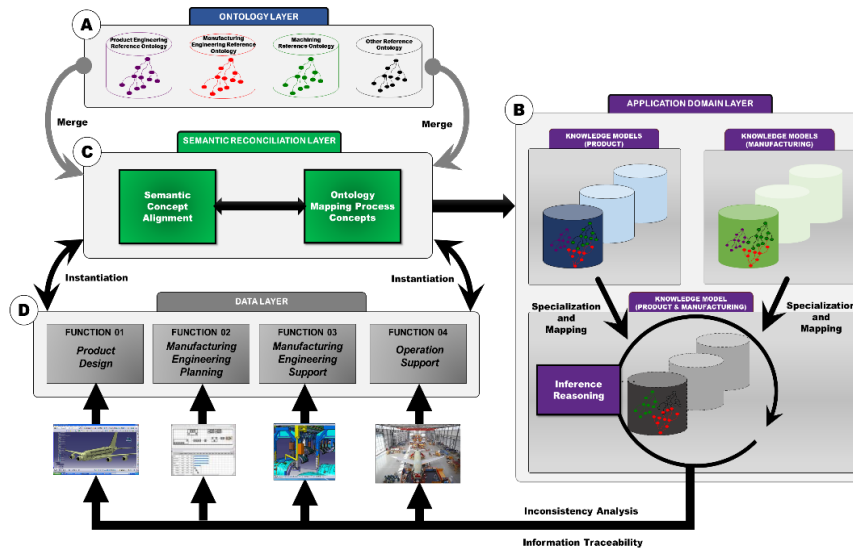 A
ONTOLOGY LAYER
Product Engineering
Reference Ontology
Manufacturing
Engineering Reference
Ontology
Machining
Reference Ontology
Other Reference
Ontology
Merge
Merge
B
APPLICATION DOMAIN LAYER
KNOWLEDGE MODELS
(PRODUCT)
KNOWLEDGE MODELS
(MANUFACTURING)
C
SEMANTIC RECONCILIATION LAYER
Semantic
Concept
Alignment
Ontology
Mapping Process
Concepts
Instantiation
Instantiation
Specialization
and
Mapping
KNOWLEDGE MODEL
(PRODUCT & MANUFACTURING)
Specialization
and
Mapping
Inference
Reasoning
D
DATA LAYER
FUNCTION 01
Product
Design
FUNCTION 02
Manufacturing
Engineering
Planning
FUNCTION 03
Manufacturing
Engineering
Support
FUNCTION 04
Operation
Support
Inconsistency Analysis
Information Traceability